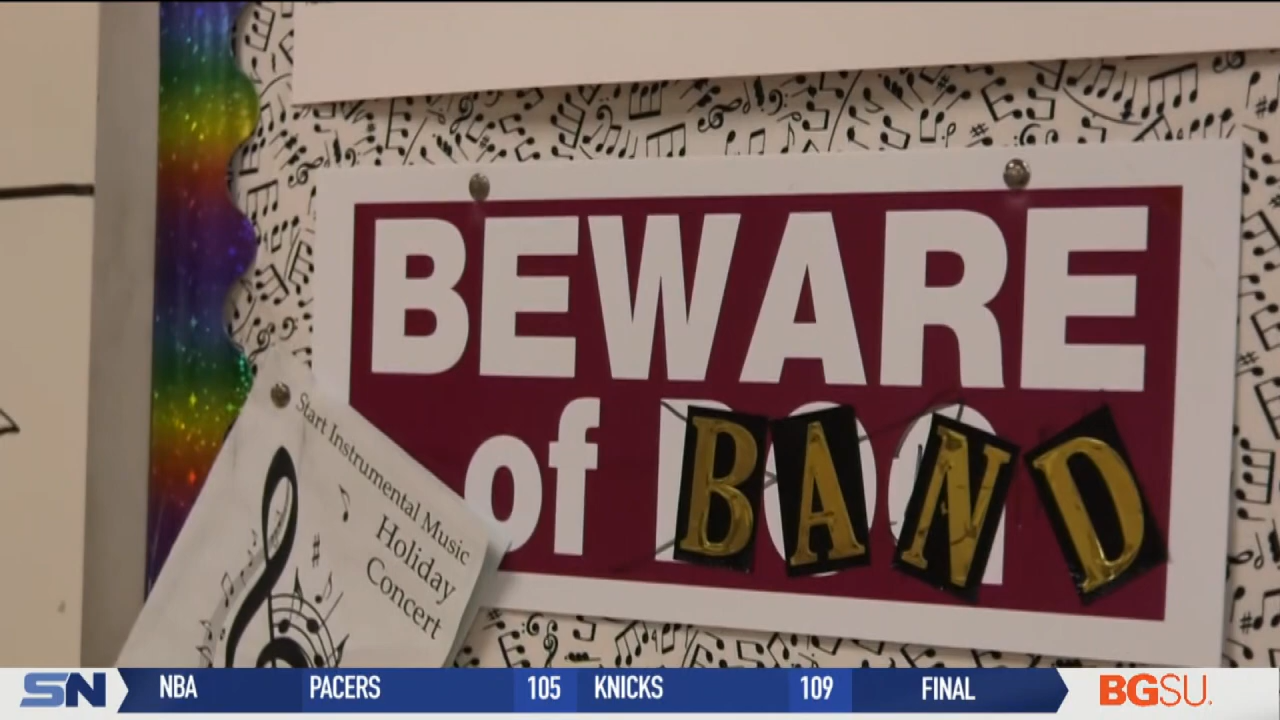 BEWARE
of BAND
Start Instrumental Music
Holiday
Concert
SN NBA PACERS 105 KNICKS 109 FINAL BGSU.